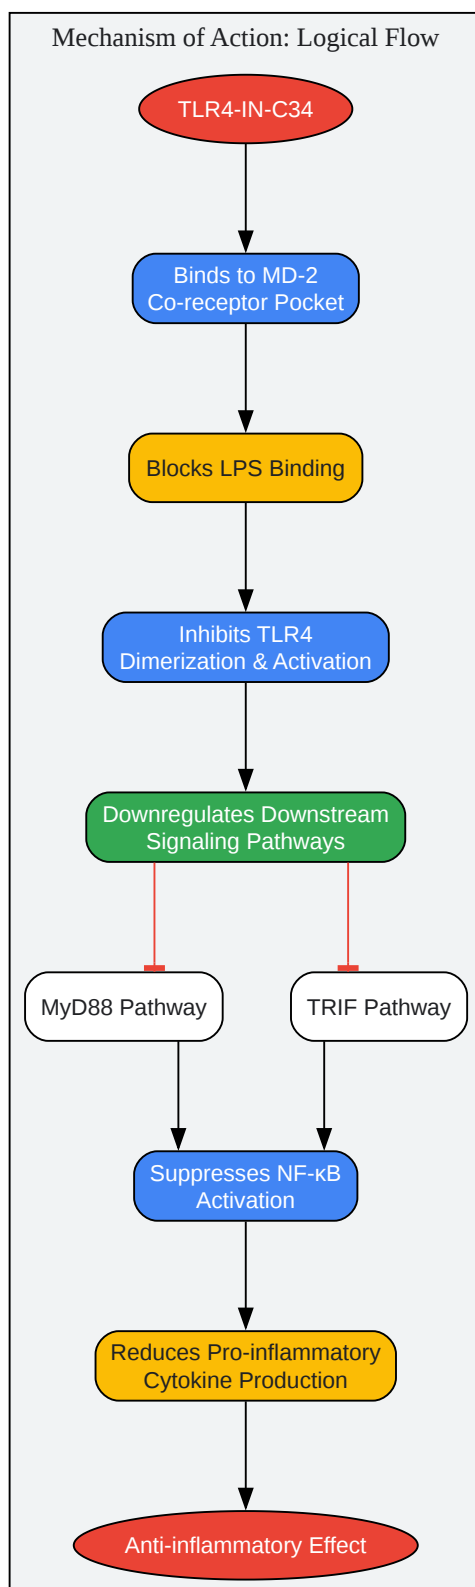 Mechanism of Action: Logical Flow
TLR4-IN-C34
Binds to MD-2
Co-receptor Pocket
Blocks LPS Binding
Inhibits TLR4
Dimerization & Activation
Downregulates Downstream
Signaling Pathways
MyD88 Pathway
TRIF Pathway
Suppresses NF-κB
Activation
Reduces Pro-inflammatory
Cytokine Production
Anti-inflammatory Effect